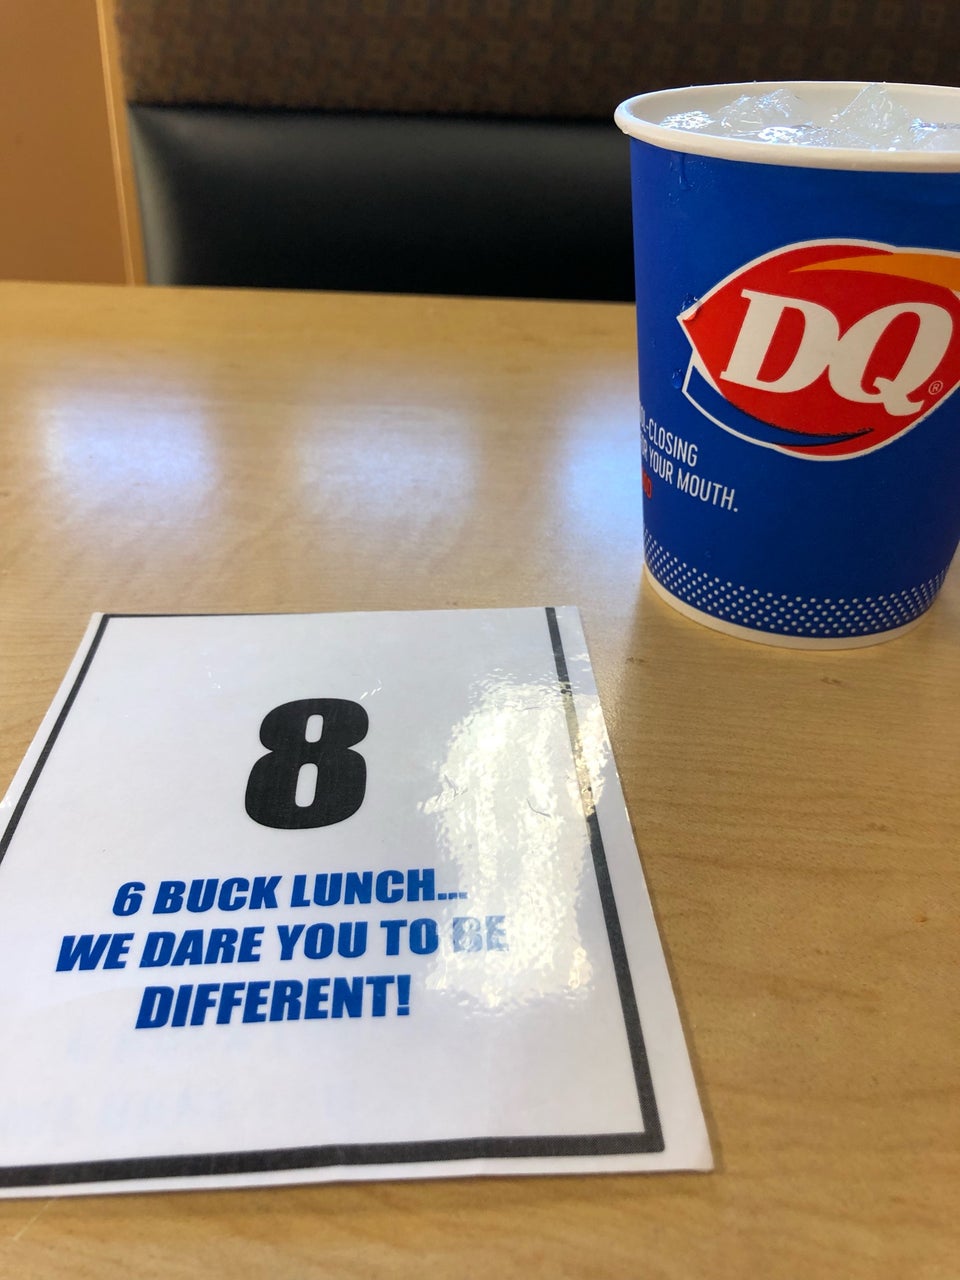 DQ
®
-CLOSING
YOUR MOUTH.
8
6 BUCK LUNCH...
WE DARE YOU TO BE
DIFFERENT!